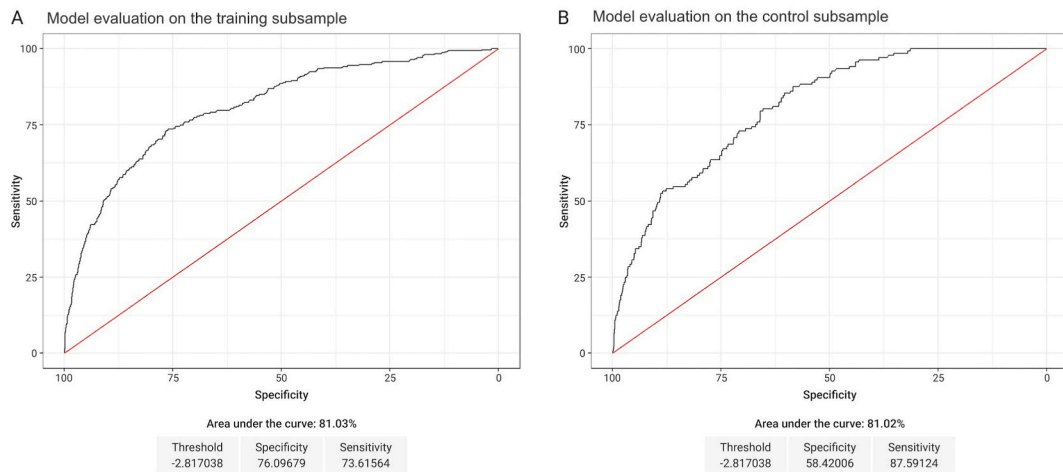 A Model evaluation on the training subsample
100
75
50
25
0
Sensitivity
100 75 50 25 0
Specificity
Area under the curve: 81.03%
Threshold Specificity Sensitivity
-2.817038 76.09679 73.61564
B Model evaluation on the control subsample
100
75
50
25
0
Sensitivity
100 75 50 25 0
Specificity
Area under the curve: 81.02%
Threshold Specificity Sensitivity
-2.817038 58.42006 87.59124